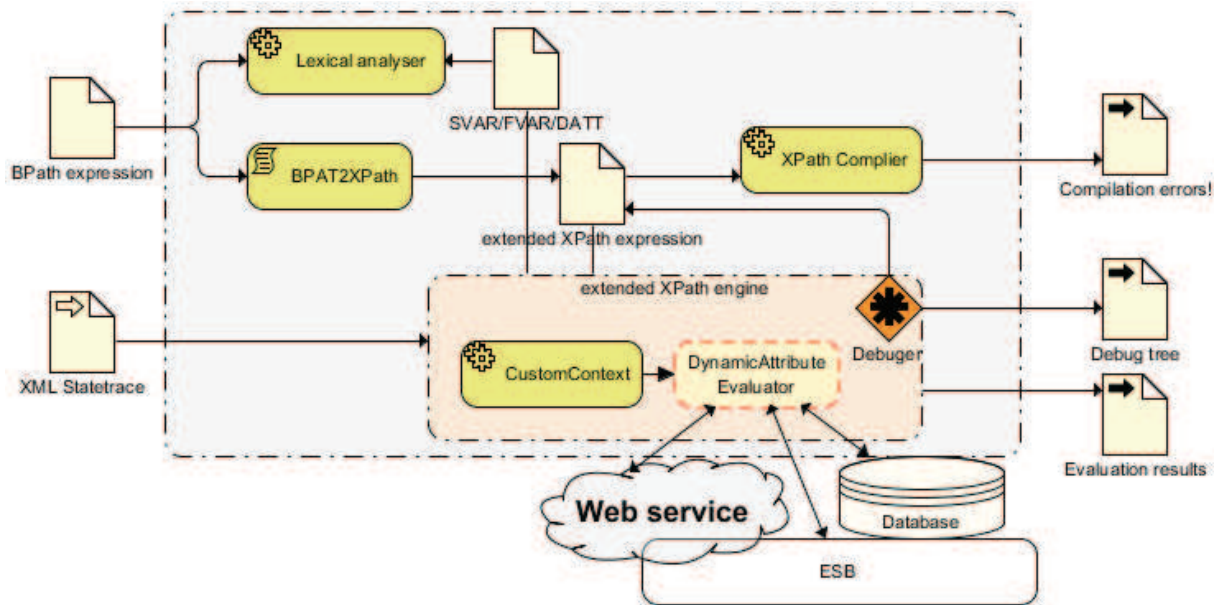 Lexical analyser
SVAR/FVAR/DATT
BPath expression
BPAT2XPath
XPath Complier
Compilation errors!
extended XPath expression
extended XPath engine
XML Statetrace
CustomContext
DynamicAttribute
Evaluator
Debuger
Debug tree
Evaluation results
Web service
Database
ESB